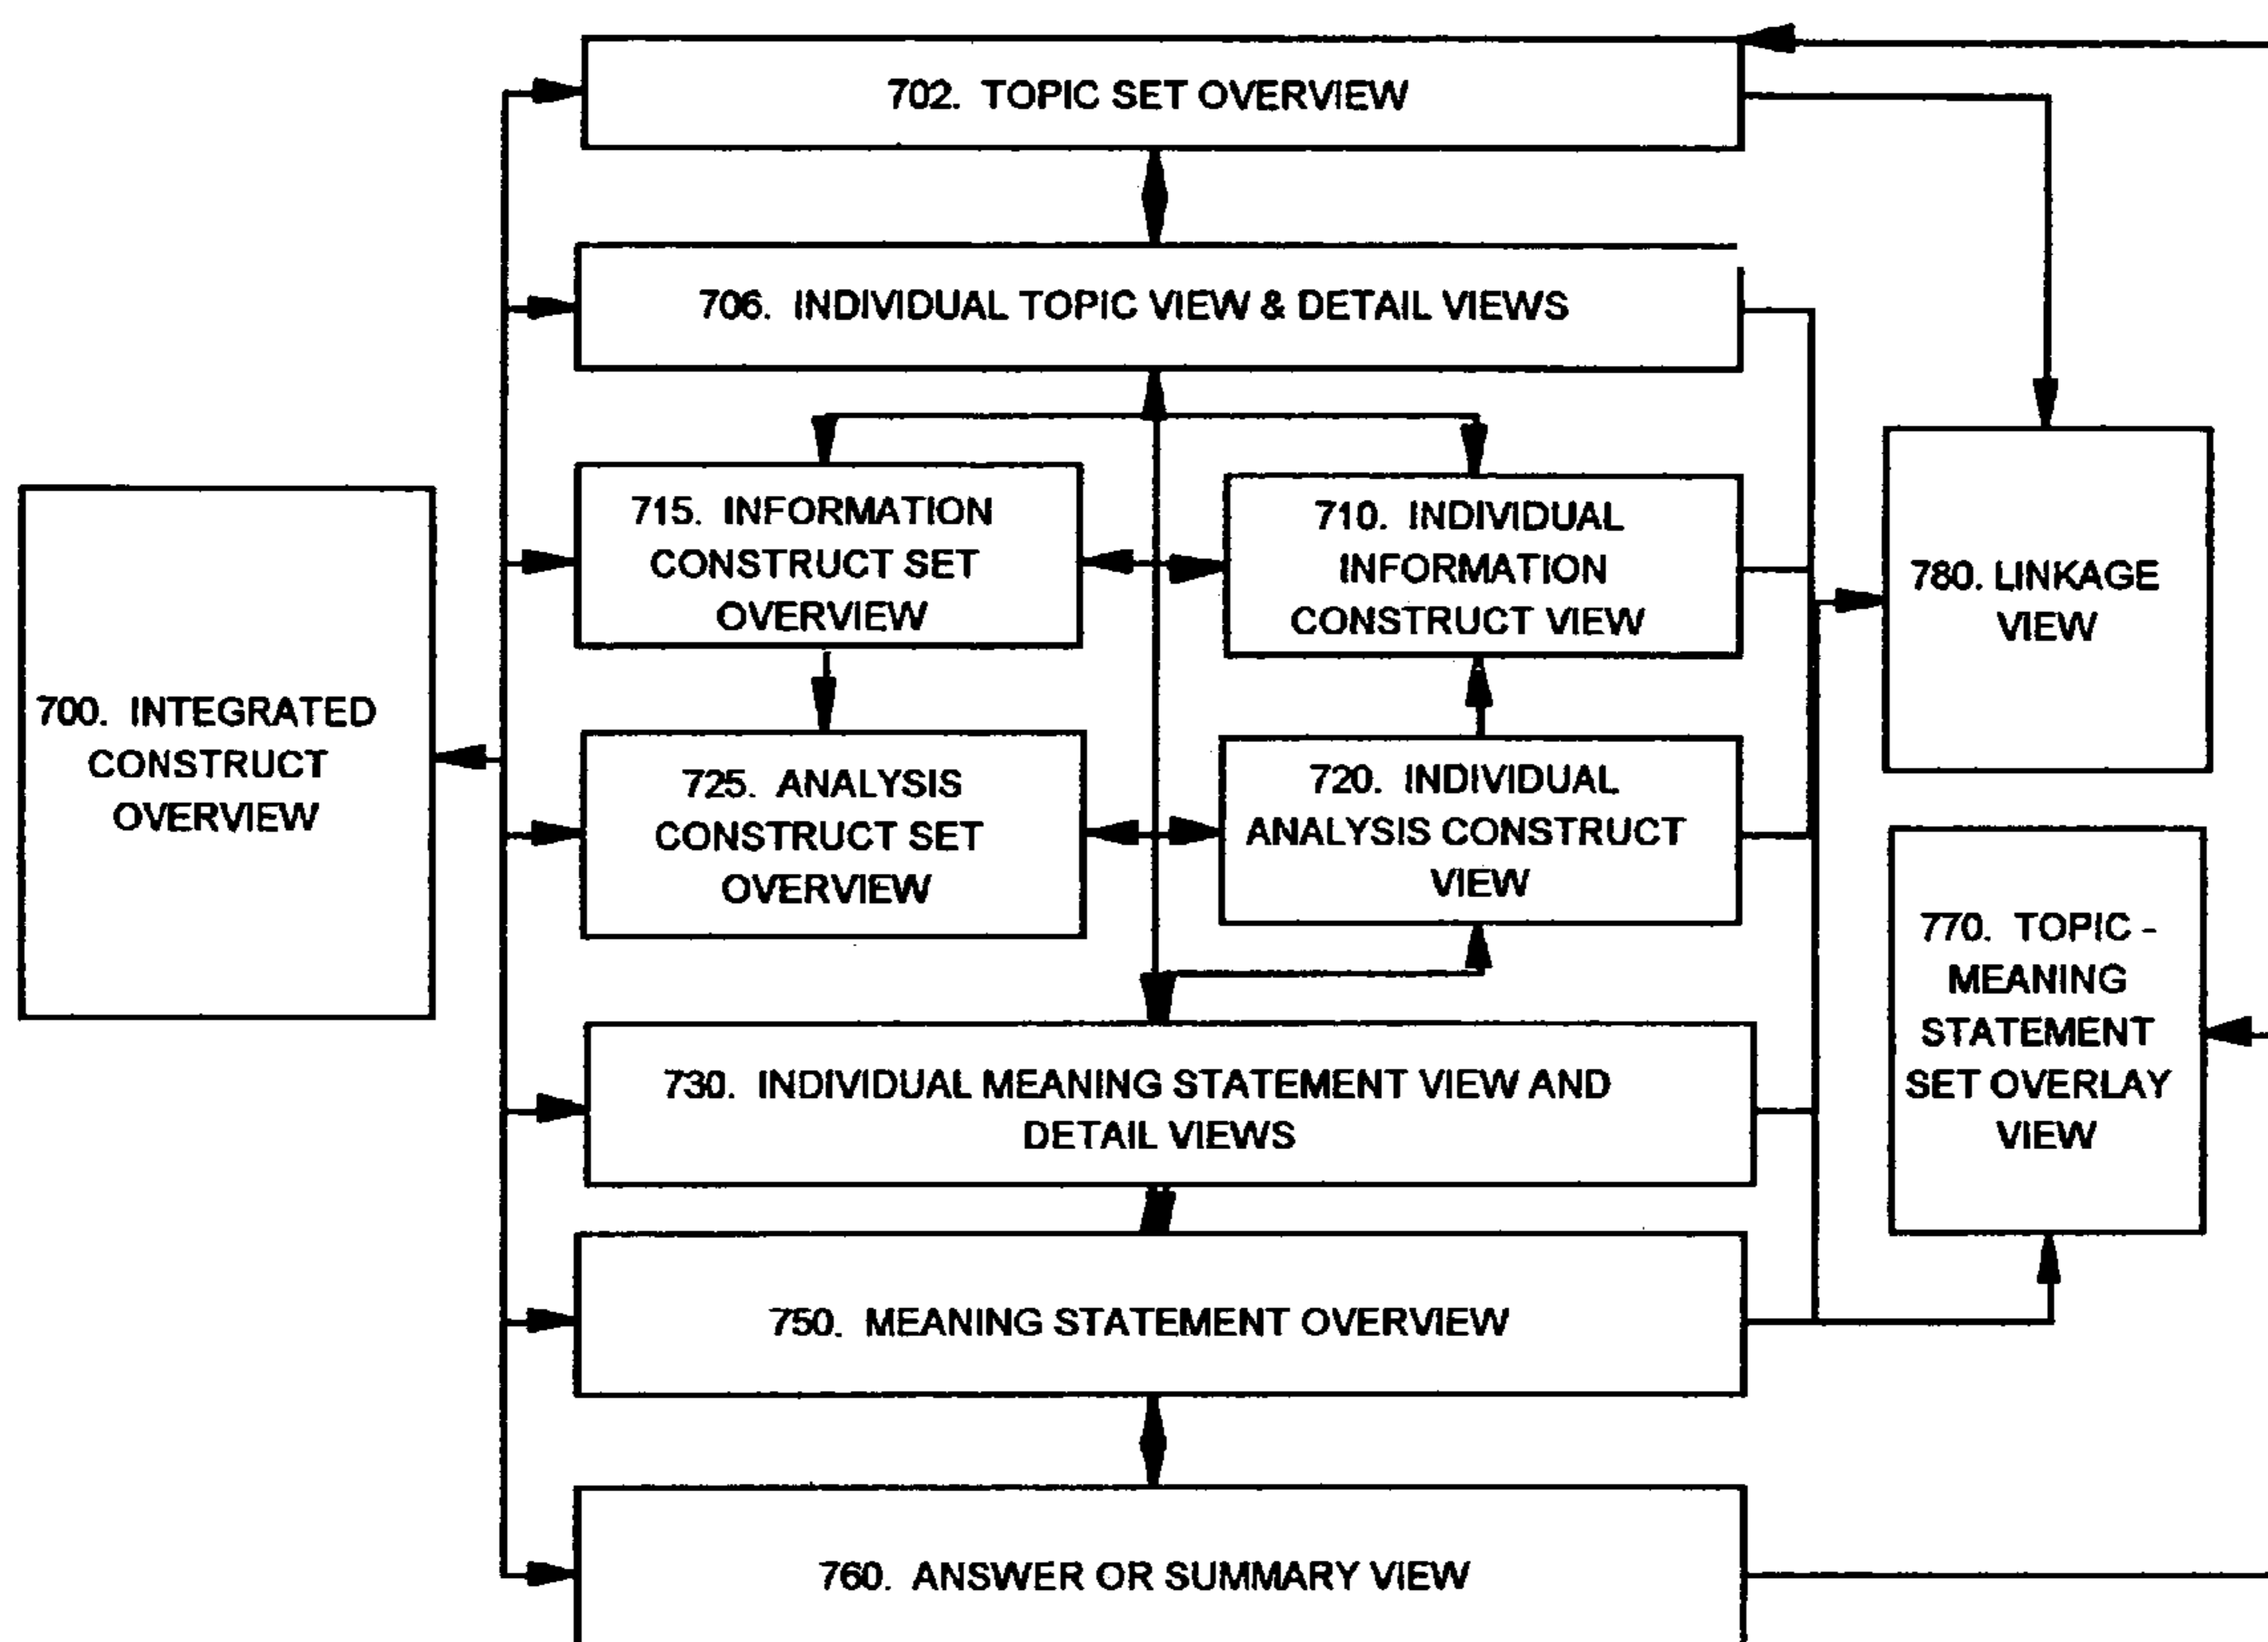 702. TOPIC SET OVERVIEW
706. INDIVIDUAL TOPIC VIEW & DETAIL VIEWS
715. INFORMATION
CONSTRUCT SET
OVERVIEW
710. INDIVIDUAL
INFORMATION
CONSTRUCT VIEW
780. LINKAGE
VIEW
700. INTEGRATED
CONSTRUCT
OVERVIEW
725. ANALYSIS
CONSTRUCT SET
OVERVIEW
720. INDIVIDUAL
ANALYSIS CONSTRUCT
VIEW
770. TOPIC -
MEANING
STATEMENT
SET OVERLAY
VIEW
730. INDIVIDUAL MEANING STATEMENT VIEW AND
DETAIL VIEWS
750. MEANING STATEMENT OVERVIEW
760. ANSWER OR SUMMARY VIEW